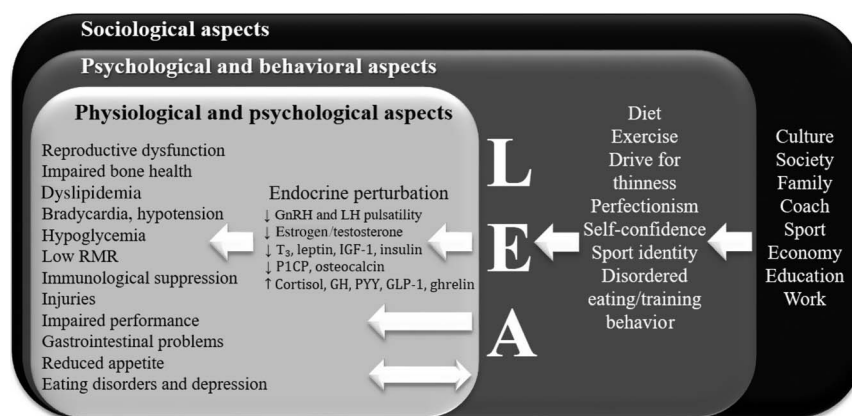 Sociological aspects
Psychological and behavioral aspects
Physiological and psychological aspects
Reproductive dysfunction
Impaired bone health
Dyslipidemia
Bradycardia, hypotension
Hypoglycemia
Low RMR
Immunological suppression
Injuries
Impaired performance
Gastrointestinal problems
Reduced appetite
Eating disorders and depression
Endocrine perturbation
↓ GnRH and LH pulsatility
↓ Estrogen/testosterone
↓ T₃, leptin, IGF-1, insulin
↓ P1CP, osteocalcin
↑ Cortisol, GH, PYY, GLP-1, ghrelin
L
E
A
Diet
Exercise
Drive for
thinness
Perfectionism
Self-confidence
Sport identity
Disordered
eating/training
behavior
Culture
Society
Family
Coach
Sport
Economy
Education
Work